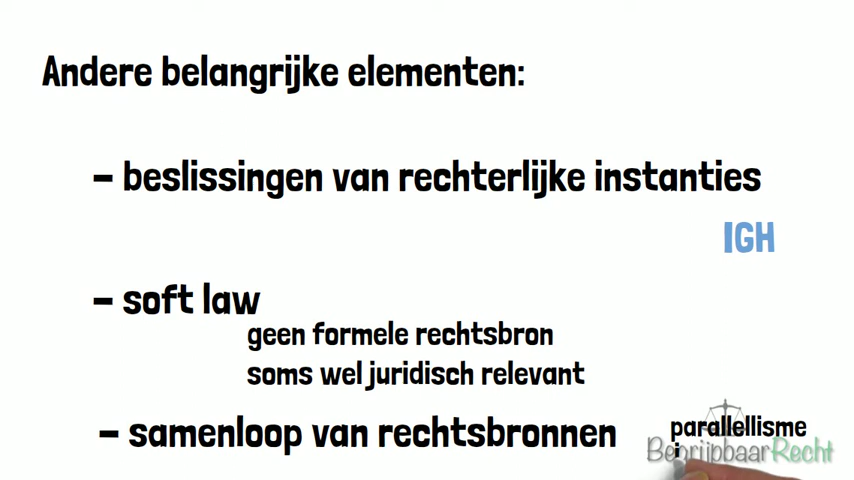 Andere belangrijke elementen:
- beslissingen van rechterlijke instanties
IGH
- soft law
geen formele rechtsbron
soms wel juridisch relevant
- samenloop van rechtsbronnen
parallellisme
i
BegrijpbaarRecht